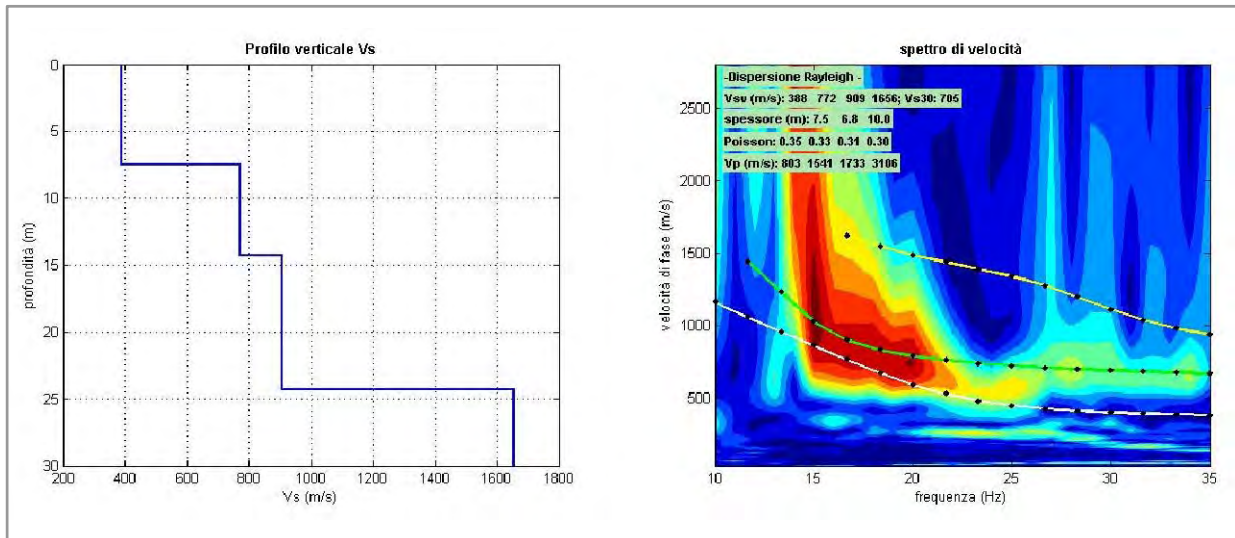 Profilo verticale Vs
0
5
10
15
20
25
30
profondità (m)
200 400 600 800 1000 1200 1400 1600 1800
Vs (m/s)
spettro di velocità
-Dispersione Rayleigh -
Vsv (m/s): 388 772 909 1656; Vs30: 705
spessore (m): 7.5 6.8 10.0
Poisson: 0.35 0.33 0.31 0.30
Vp (m/s): 803 1541 1733 3106
2500
2000
1500
1000
500
velocità di fase (m/s)
10 15 20 25 30 35
frequenza (Hz)